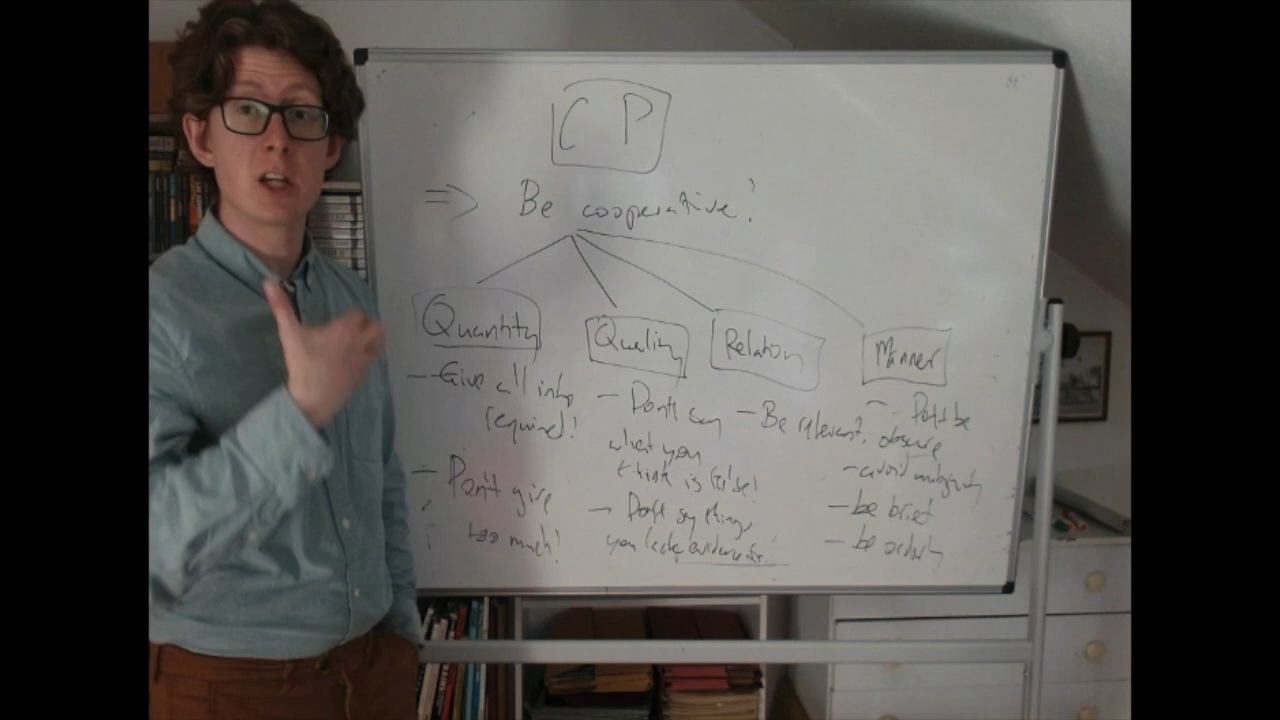 C P
=> Be cooperative!
Quantity
Quality
Relation
Manner
- Give all info
required!
- Don't give
too much!
- Don't say
what you
think is false!
- Don't say things
you lack evidence for!
- Be relevant.
- Don't be
obscure
- avoid ambiguity
- be brief
- be orderly